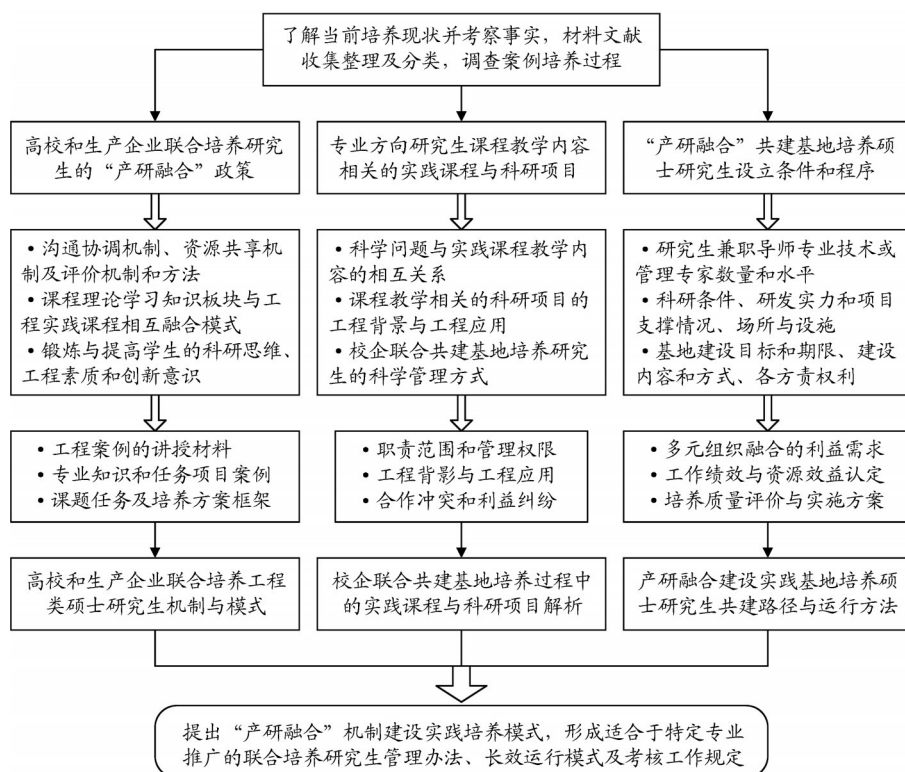 了解当前培养现状并考察事实，材料文献
收集整理及分类，调查案例培养过程
高校和生产企业联合培养研究
生的“产研融合”政策
专业方向研究生课程教学内容
相关的实践课程与科研项目
“产研融合”共建基地培养硕
士研究生设立条件和程序
•沟通协调机制、资源共享机
制及评价机制和方法
•课程理论学习知识板块与工
程实践课程相互融合模式
•锻炼与提高学生的科研思维、
工程素质和创新意识
•科学问题与实践课程教学内
容的相互关系
•课程教学相关的科研项目的
工程背景与工程应用
•校企联合共建基地培养研究
生的科学管理方式
•研究生兼职导师专业技术或
管理专家数量和水平
•科研条件、研发实力和项目
支撑情况、场所与设施
•基地建设目标和期限、建设
内容和方式、各方责权利
•工程案例的讲授材料
•专业知识和任务项目案例
•课题任务及培养方案框架
•职责范围和管理权限
•工程背影与工程应用
•合作冲突和利益纠纷
•多元组织融合的利益需求
•工作绩效与资源效益认定
•培养质量评价与实施方案
高校和生产企业联合培养工程
类硕士研究生机制与模式
校企联合共建基地培养过程中
的实践课程与科研项目解析
产研融合建设实践基地培养硕
士研究生共建路径与运行方法
提出“产研融合”机制建设实践培养模式，形成适合于特定专业
推广的联合培养研究生管理办法、长效运行模式及考核工作规定